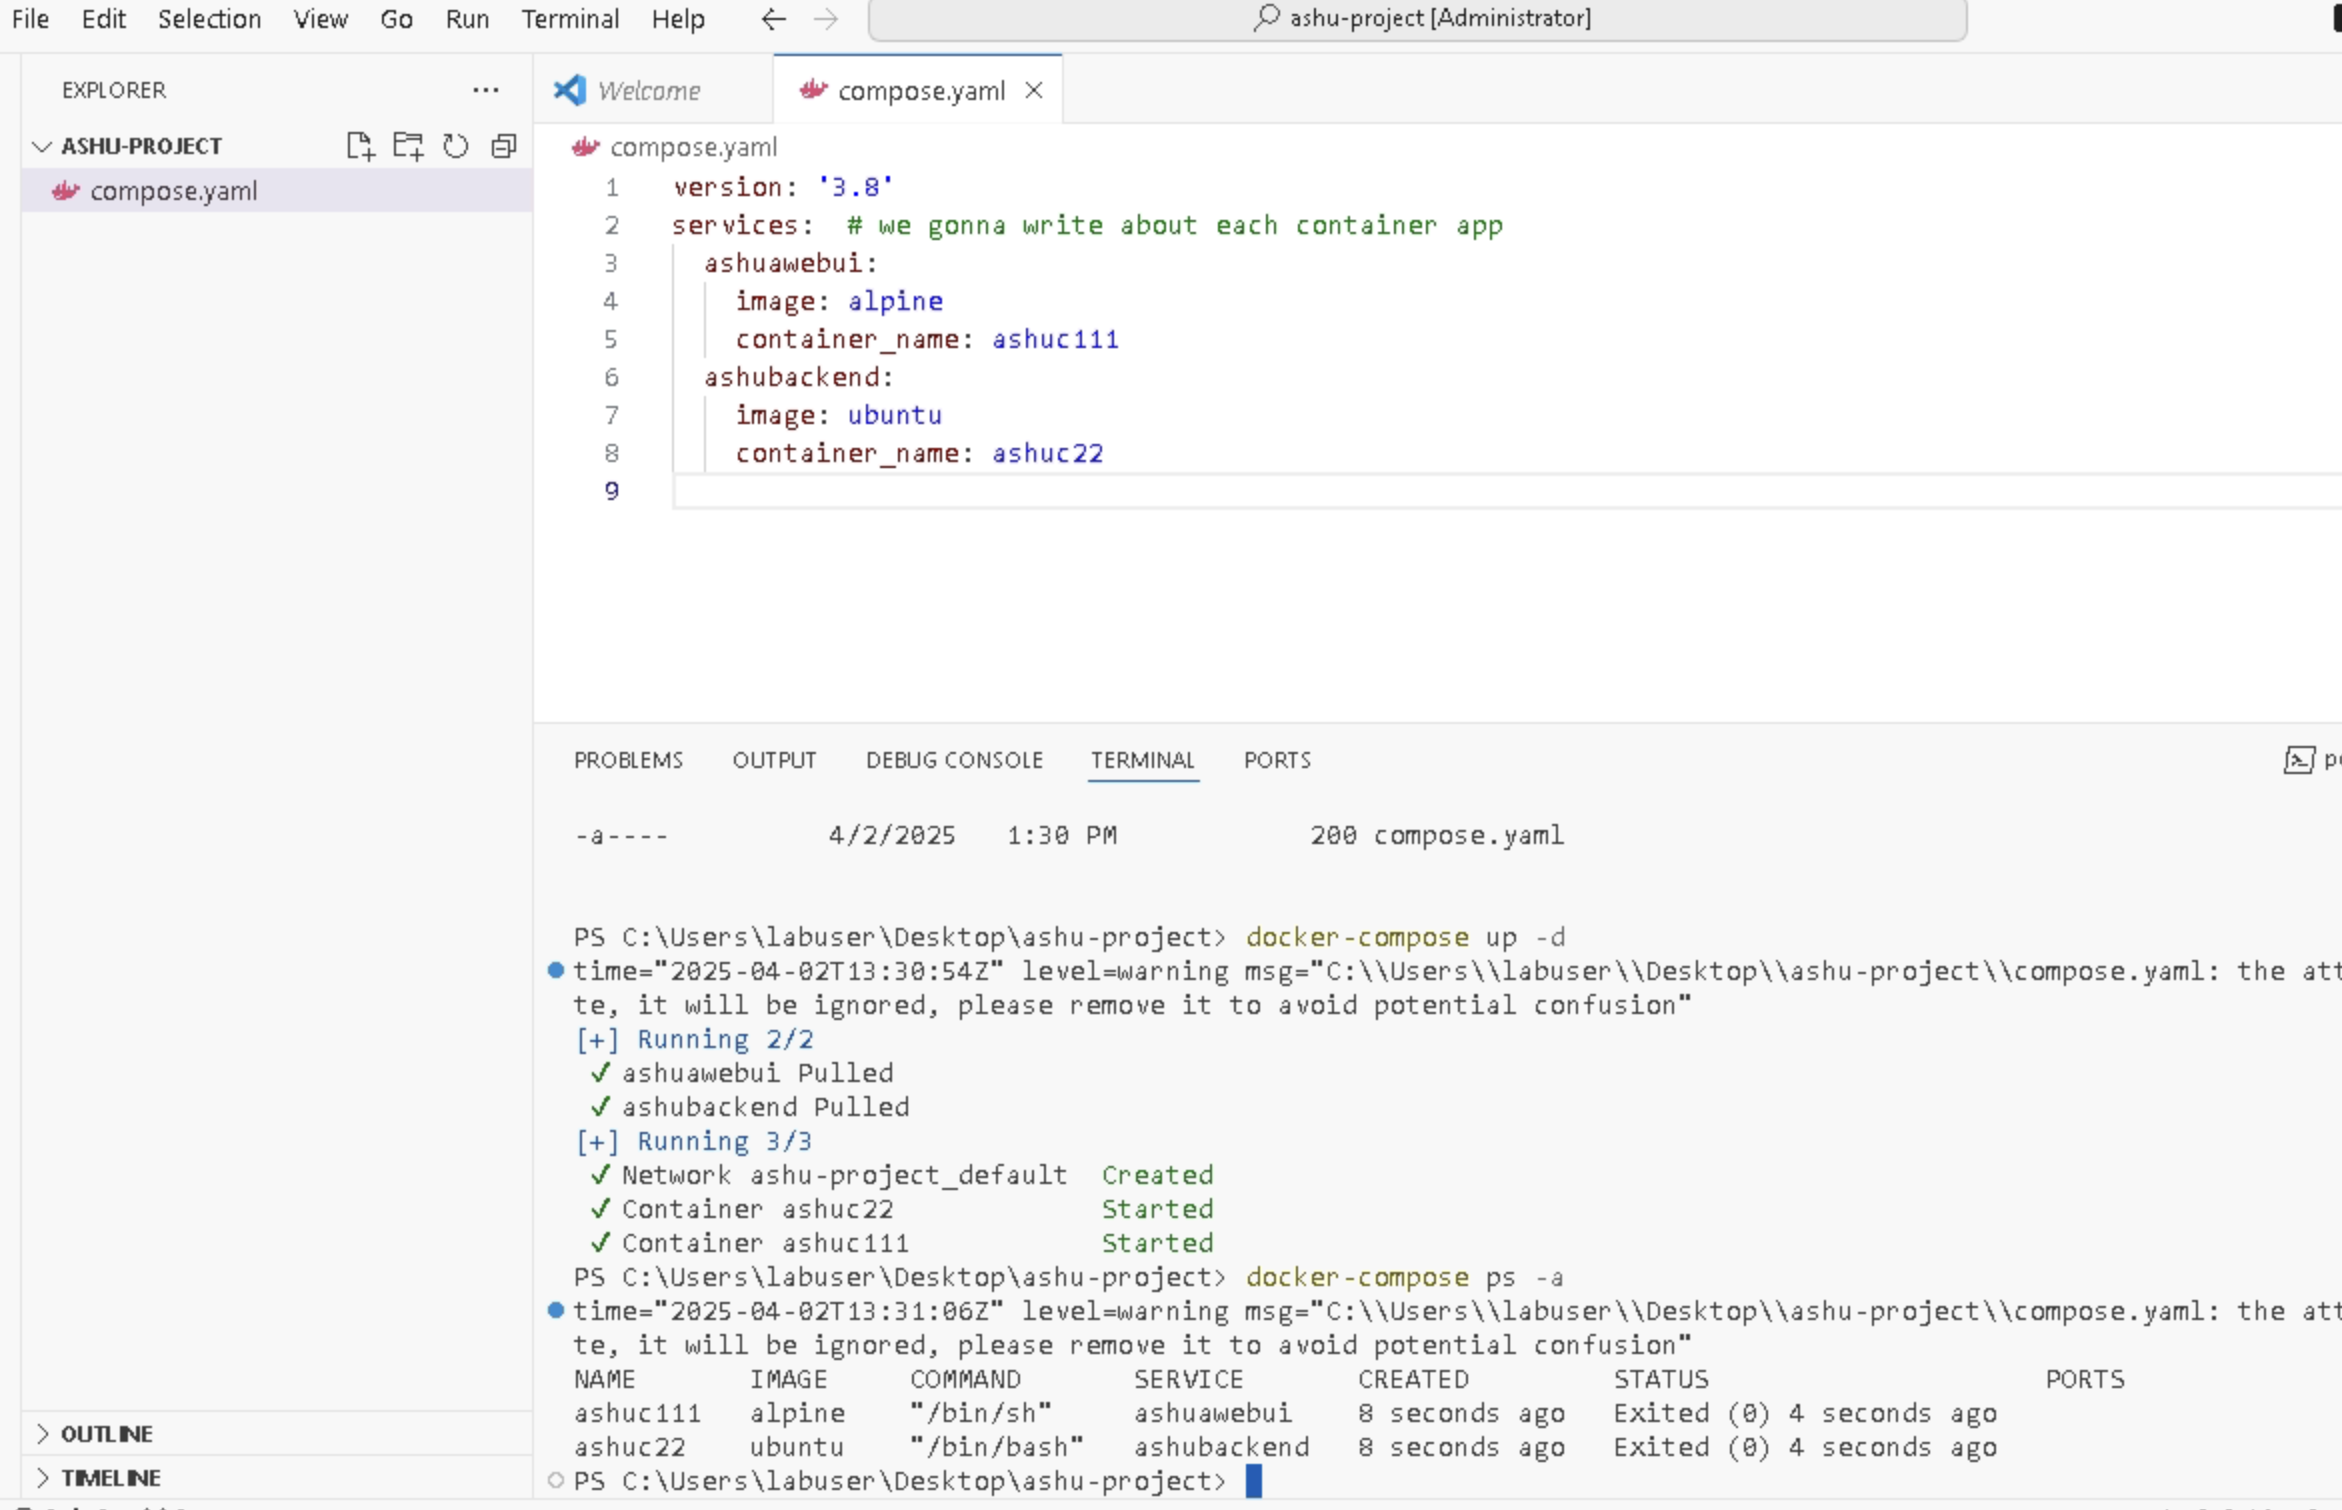 File Edit Selection View Go Run Terminal Help ashu-project [Administrator]
EXPLORER
Welcome compose.yaml
ASHU-PROJECT
compose.yaml
compose.yaml
1 version: '3.8'
2 services:  # we gonna write about each container app
3   ashuawebui:
4     image: alpine
5     container_name: ashuc111
6   ashubackend:
7     image: ubuntu
8     container_name: ashuc22
9
PROBLEMS OUTPUT DEBUG CONSOLE TERMINAL PORTS
-a---- 4/2/2025 1:30 PM 200 compose.yaml
PS C:\Users\labuser\Desktop\ashu-project> docker-compose up -d
time="2025-04-02T13:30:54Z" level=warning msg="C:\\Users\\labuser\\Desktop\\ashu-project\\compose.yaml: the att
te, it will be ignored, please remove it to avoid potential confusion"
[+] Running 2/2
✓ ashuawebui Pulled
✓ ashubackend Pulled
[+] Running 3/3
✓ Network ashu-project_default Created
✓ Container ashuc22 Started
✓ Container ashuc111 Started
PS C:\Users\labuser\Desktop\ashu-project> docker-compose ps -a
time="2025-04-02T13:31:06Z" level=warning msg="C:\\Users\\labuser\\Desktop\\ashu-project\\compose.yaml: the att
te, it will be ignored, please remove it to avoid potential confusion"
NAME IMAGE COMMAND SERVICE CREATED STATUS PORTS
ashuc111 alpine "/bin/sh" ashuawebui 8 seconds ago Exited (0) 4 seconds ago
ashuc22 ubuntu "/bin/bash" ashubackend 8 seconds ago Exited (0) 4 seconds ago
PS C:\Users\labuser\Desktop\ashu-project>
OUTLINE
TIMELINE